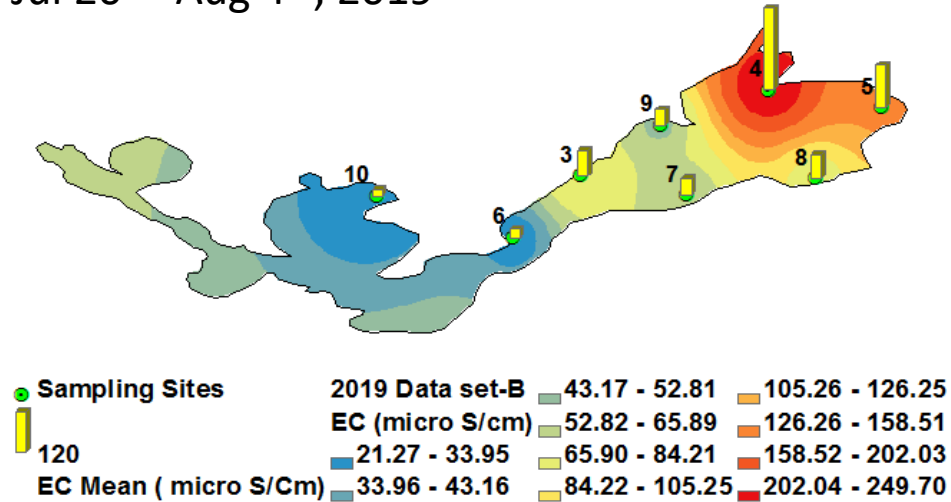 Jul 26 – Aug 4, 2019
4
5
9
3
10
7
8
6
Sampling Sites
120
EC Mean ( micro S/Cm)
2019 Data set-B
EC (micro S/cm)
21.27 - 33.95
33.96 - 43.16
43.17 - 52.81
52.82 - 65.89
65.90 - 84.21
84.22 - 105.25
105.26 - 126.25
126.26 - 158.51
158.52 - 202.03
202.04 - 249.70